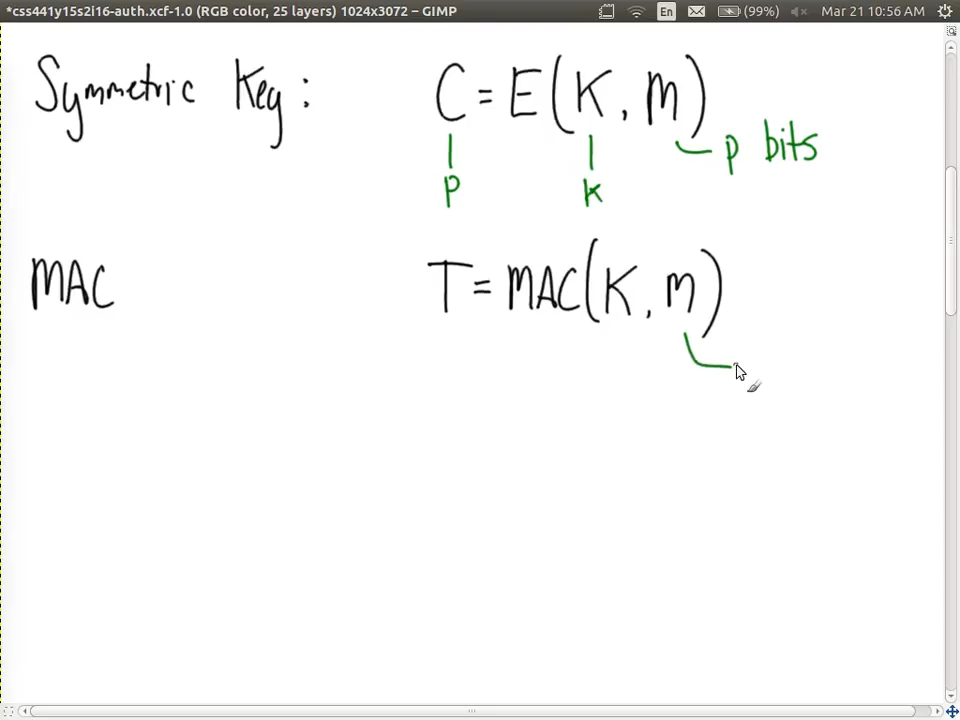 *css441y15s2i16-auth.xcf-1.0 (RGB color, 25 layers) 1024x3072 – GIMP En (99%) Mar 21 10:56 AM
Symmetric Key: C = E(K, M)
p bits
p k
MAC T = MAC(K, M)